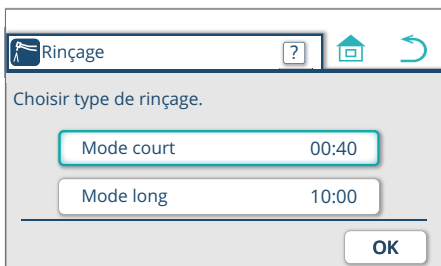 Rinçage ?
Choisir type de rinçage.
Mode court 00:40
Mode long 10:00
OK